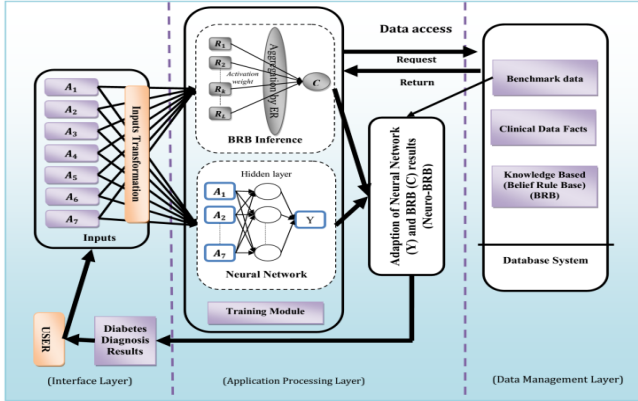 A1
A2
A3
A4
A5
A6
A7
Inputs Transformation
Inputs
USER
Diabetes
Diagnosis
Results
(Interface Layer)
R1
R2
Rk
RL
Activation
weight
Aggregation by ER
C
BRB Inference
Hidden layer
A1
A2
A7
Y
Neural Network
Training Module
(Application Processing Layer)
Data access
Request
Return
Adaption of Neural Network
(Y) and BRB (C) results
(Neuro-BRB)
Benchmark data
Clinical Data Facts
Knowledge Based
(Belief Rule Base)
(BRB)
Database System
(Data Management Layer)